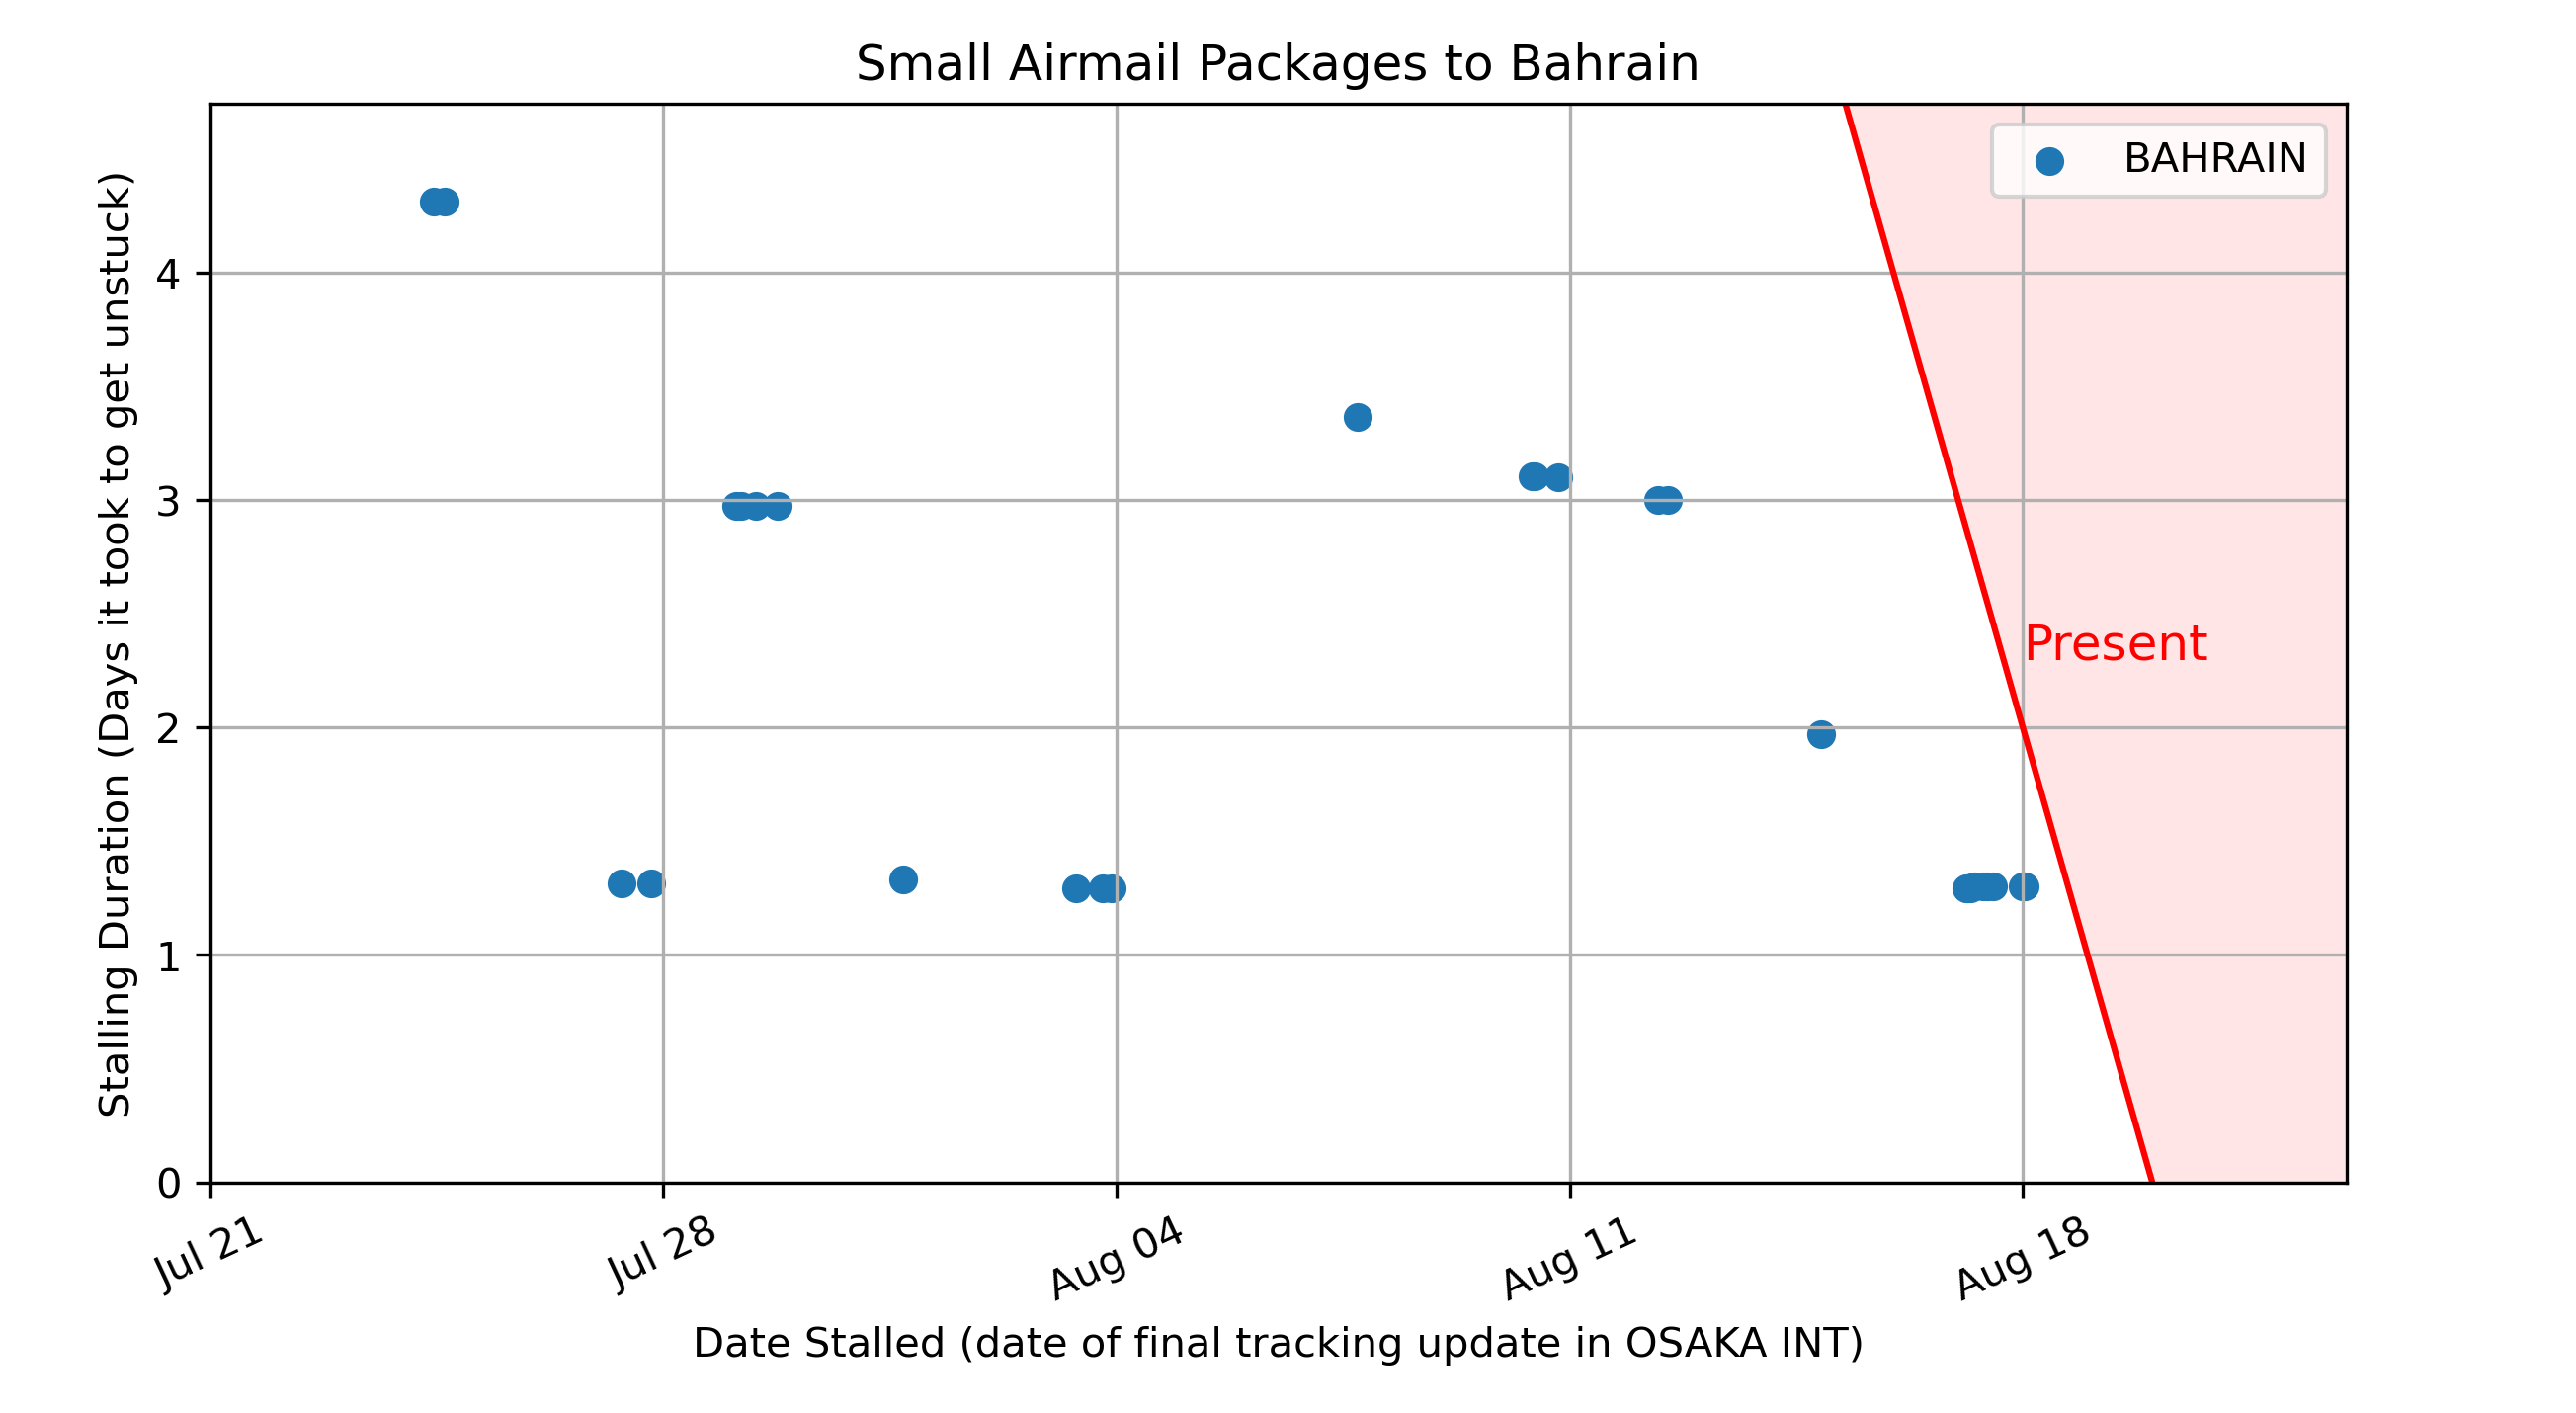 Small Airmail Packages to Bahrain
BAHRAIN
Stalling Duration (Days it took to get unstuck)
4
3
2
1
0
Present
Jul 21
Jul 28
Aug 04
Aug 11
Aug 18
Date Stalled (date of final tracking update in OSAKA INT)